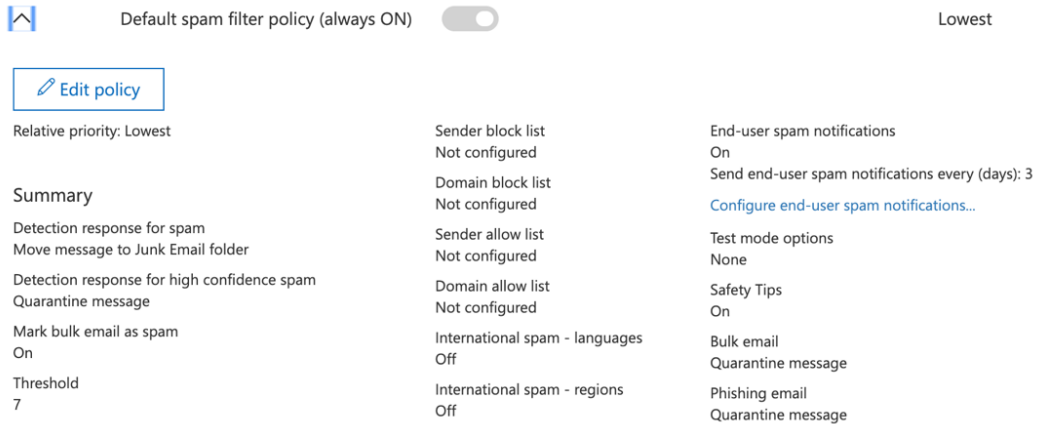 Default spam filter policy (always ON)
Lowest
Edit policy
Relative priority: Lowest
Summary
Detection response for spam
Move message to Junk Email folder
Detection response for high confidence spam
Quarantine message
Mark bulk email as spam
On
Threshold
7
Sender block list
Not configured
Domain block list
Not configured
Sender allow list
Not configured
Domain allow list
Not configured
International spam - languages
Off
International spam - regions
Off
End-user spam notifications
On
Send end-user spam notifications every (days): 3
Configure end-user spam notifications...
Test mode options
None
Safety Tips
On
Bulk email
Quarantine message
Phishing email
Quarantine message